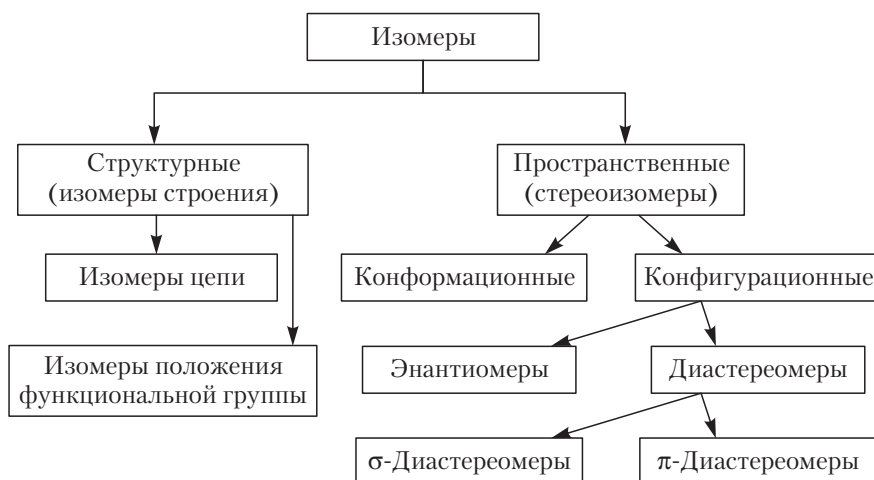 Изомеры
Структурные
(изомеры строения)
Пространственные
(стереоизомеры)
Изомеры цепи
Конформационные
Конфигурационные
Изомеры положения
функциональной группы
Энантиомеры
Диастереомеры
σ-Диастереомеры
π-Диастереомеры